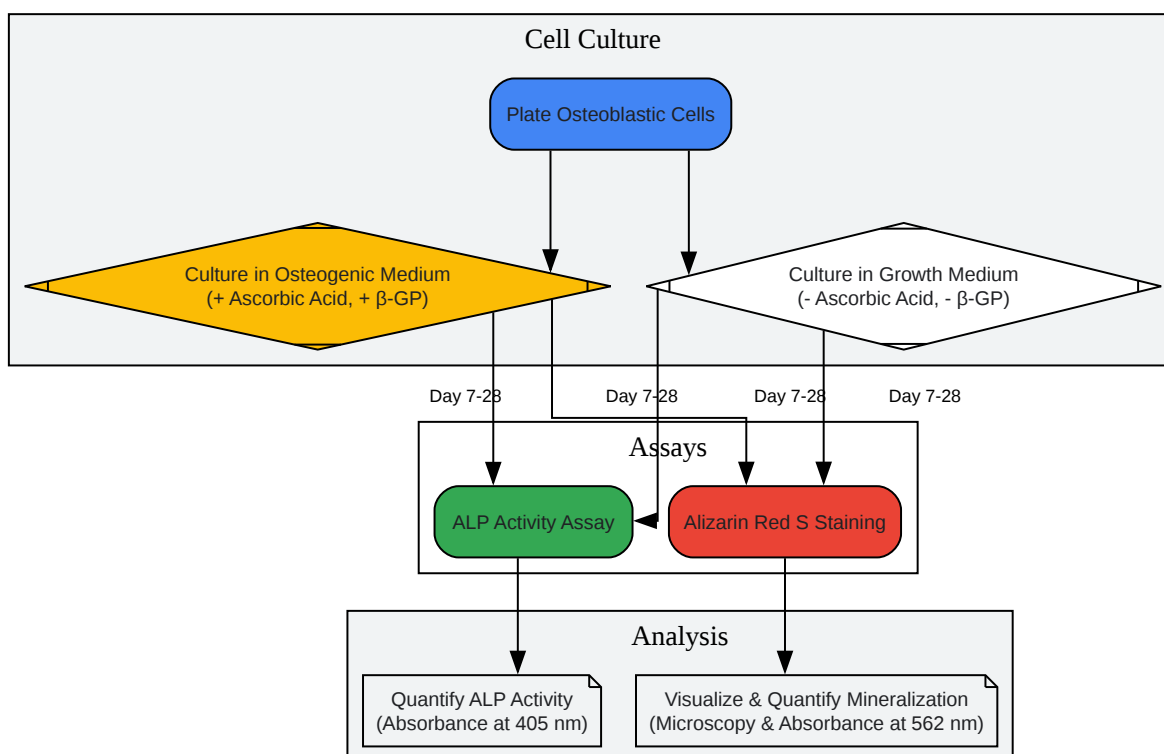 Cell Culture
Plate Osteoblastic Cells
Culture in Osteogenic Medium
(+ Ascorbic Acid, + β-GP)
Culture in Growth Medium
(- Ascorbic Acid, - β-GP)
Day 7-28
Day 7-28
Day 7-28
Day 7-28
Assays
ALP Activity Assay
Alizarin Red S Staining
Analysis
Quantify ALP Activity
(Absorbance at 405 nm)
Visualize & Quantify Mineralization
(Microscopy & Absorbance at 562 nm)